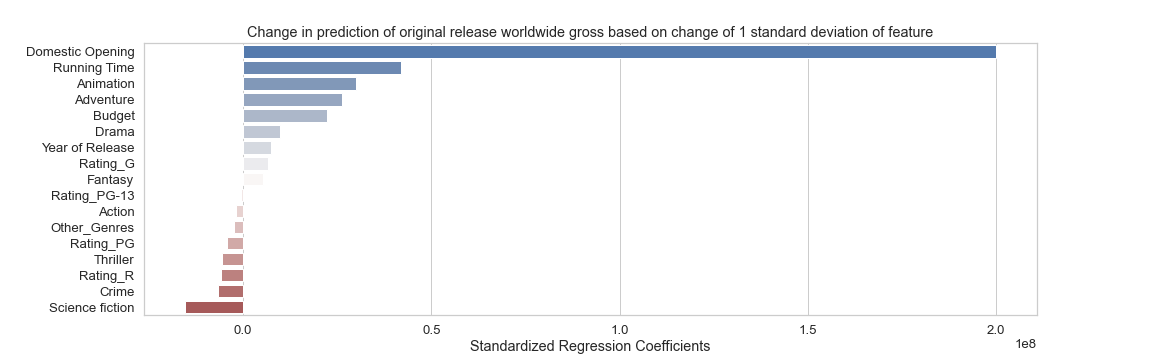 Change in prediction of original release worldwide gross based on change of 1 standard deviation of feature
Domestic Opening
Running Time
Animation
Adventure
Budget
Drama
Year of Release
Rating_G
Fantasy
Rating_PG-13
Action
Other_Genres
Rating_PG
Thriller
Rating_R
Crime
Science fiction
0.0 0.5 1.0 1.5 2.0
1e8
Standardized Regression Coefficients